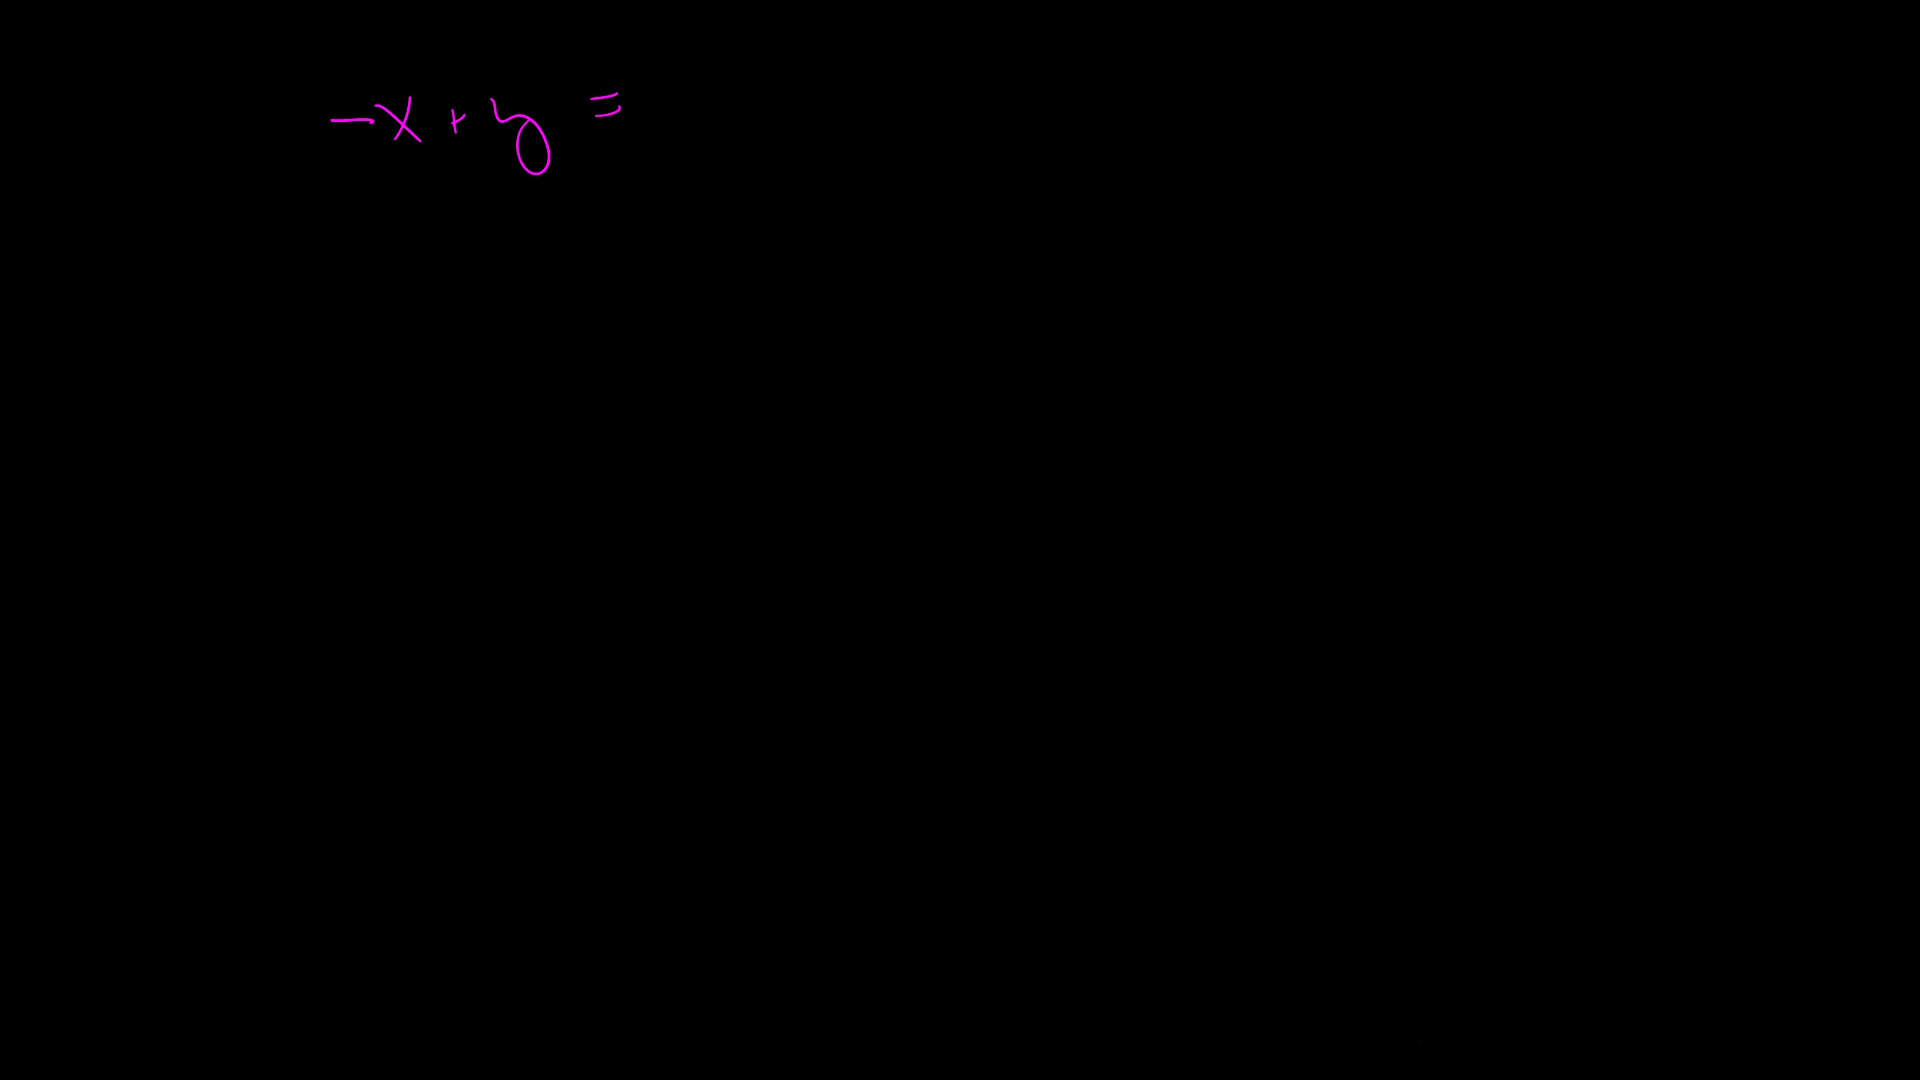 -x + y =